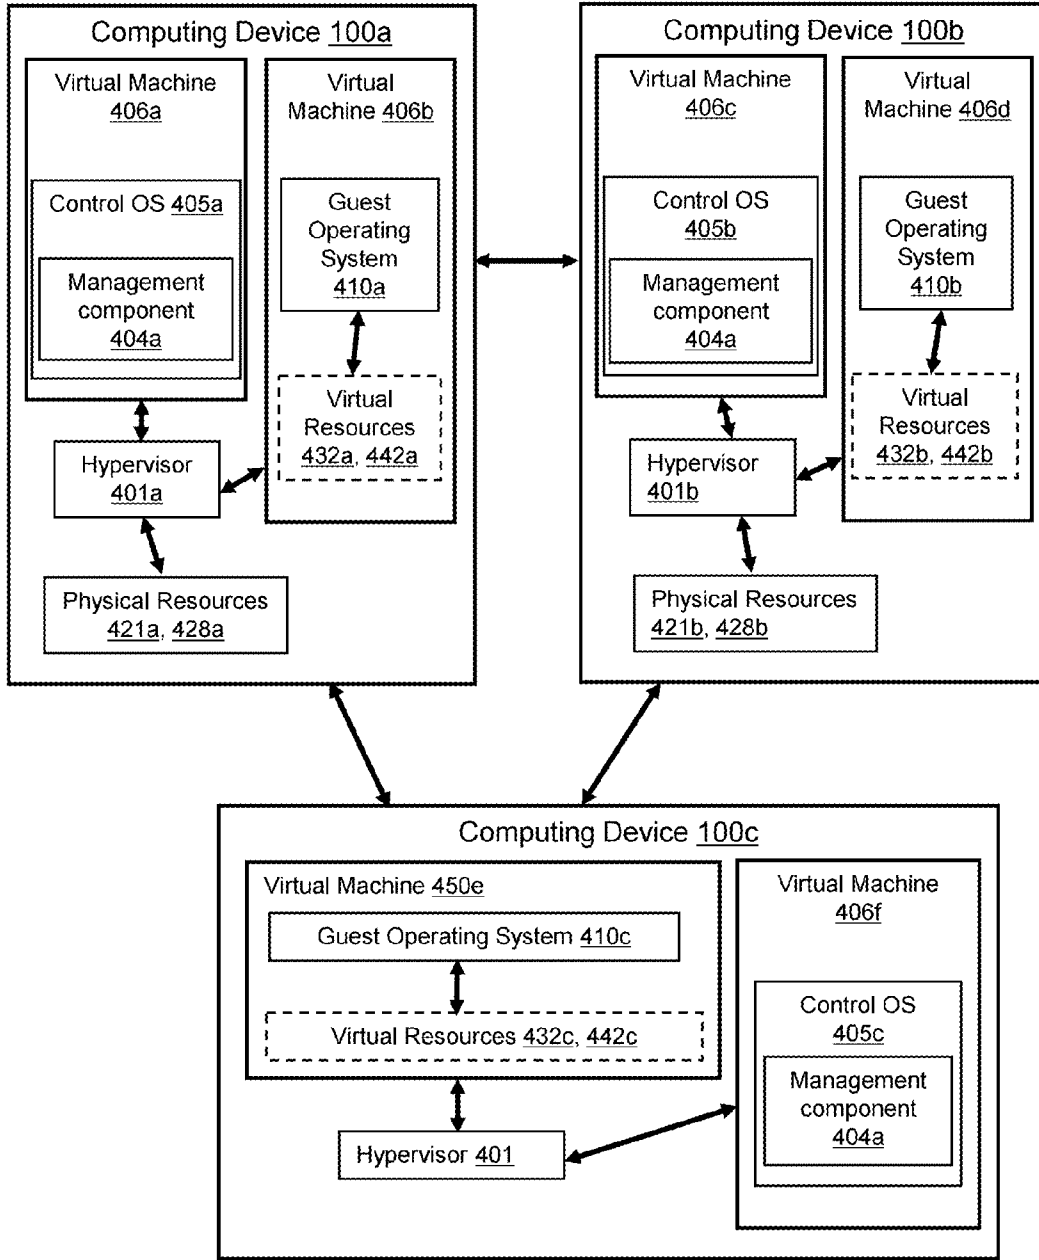 Computing Device 100a
Virtual Machine
406a
Control OS 405a
Management
component
404a
Virtual
Machine 406b
Guest
Operating
System
410a
Virtual
Resources
432a, 442a
Hypervisor
401a
Physical Resources
421a, 428a
Computing Device 100b
Virtual Machine
406c
Control OS
405b
Management
component
404a
Virtual
Machine 406d
Guest
Operating
System
410b
Virtual
Resources
432b, 442b
Hypervisor
401b
Physical Resources
421b, 428b
Computing Device 100c
Virtual Machine 450e
Guest Operating System 410c
Virtual Resources 432c, 442c
Hypervisor 401
Virtual Machine
406f
Control OS
405c
Management
component
404a